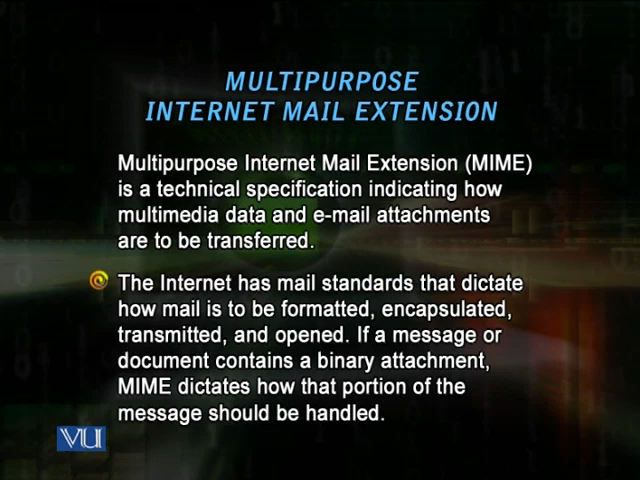 MULTIPURPOSE
INTERNET MAIL EXTENSION
Multipurpose Internet Mail Extension (MIME)
is a technical specification indicating how
multimedia data and e-mail attachments
are to be transferred.
The Internet has mail standards that dictate
how mail is to be formatted, encapsulated,
transmitted, and opened. If a message or
document contains a binary attachment,
MIME dictates how that portion of the
message should be handled.
VU